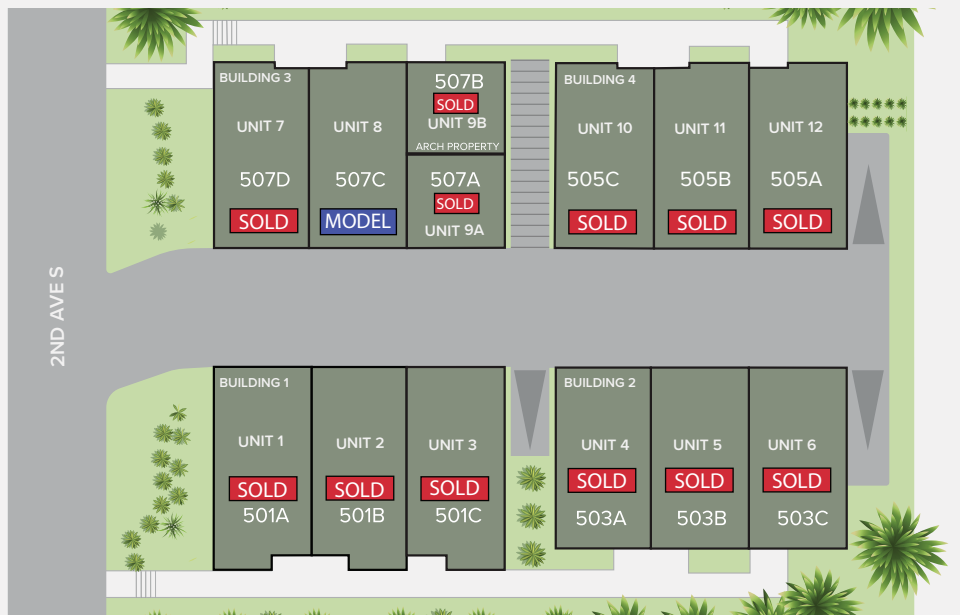 2ND AVE S
BUILDING 3
UNIT 7
507D
SOLD
UNIT 8
507C
MODEL
507B
SOLD
UNIT 9B
ARCH PROPERTY
507A
SOLD
UNIT 9A
BUILDING 4
UNIT 10
505C
SOLD
UNIT 11
505B
SOLD
UNIT 12
505A
SOLD
BUILDING 1
UNIT 1
SOLD
501A
UNIT 2
SOLD
501B
UNIT 3
SOLD
501C
BUILDING 2
UNIT 4
SOLD
503A
UNIT 5
SOLD
503B
UNIT 6
SOLD
503C